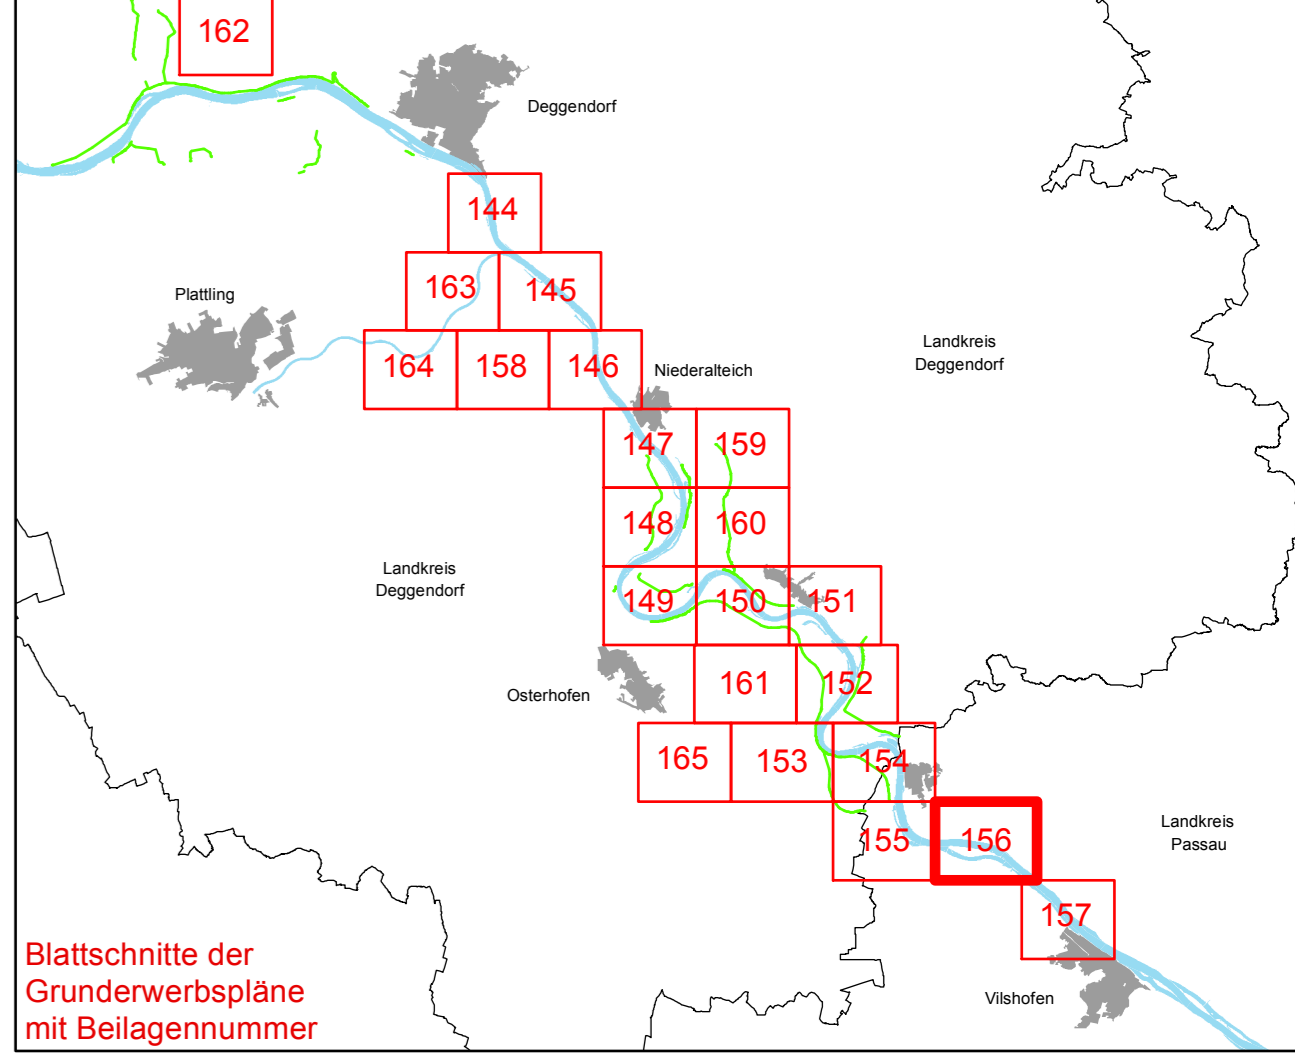 162
Deggendorf
144
163
145
Plattling
164
158
146
Niederalteich
Landkreis
Deggendorf
147
159
148
160
Landkreis
Deggendorf
149
150
151
Osterhofen
161
152
165
153
154
155
156
Landkreis
Passau
157
Vilshofen
Blattschnitte der
Grunderwerbspläne
mit Beilagennummer